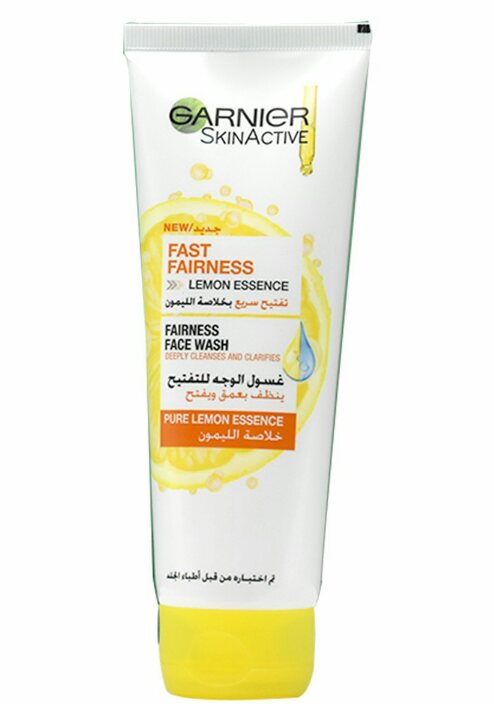 GARNIER
SKINACTIVE
NEW/جديد
FAST
FAIRNESS
LEMON ESSENCE
تفتيح سريع بخلاصة الليمون
FAIRNESS
FACE WASH
DEEPLY CLEANSES AND CLARIFIES
غسول الوجه للتفتيح
ينظف بعمق ويفتح
PURE LEMON ESSENCE
خلاصة الليمون
تم اختباره من قبل أطباء الجلد